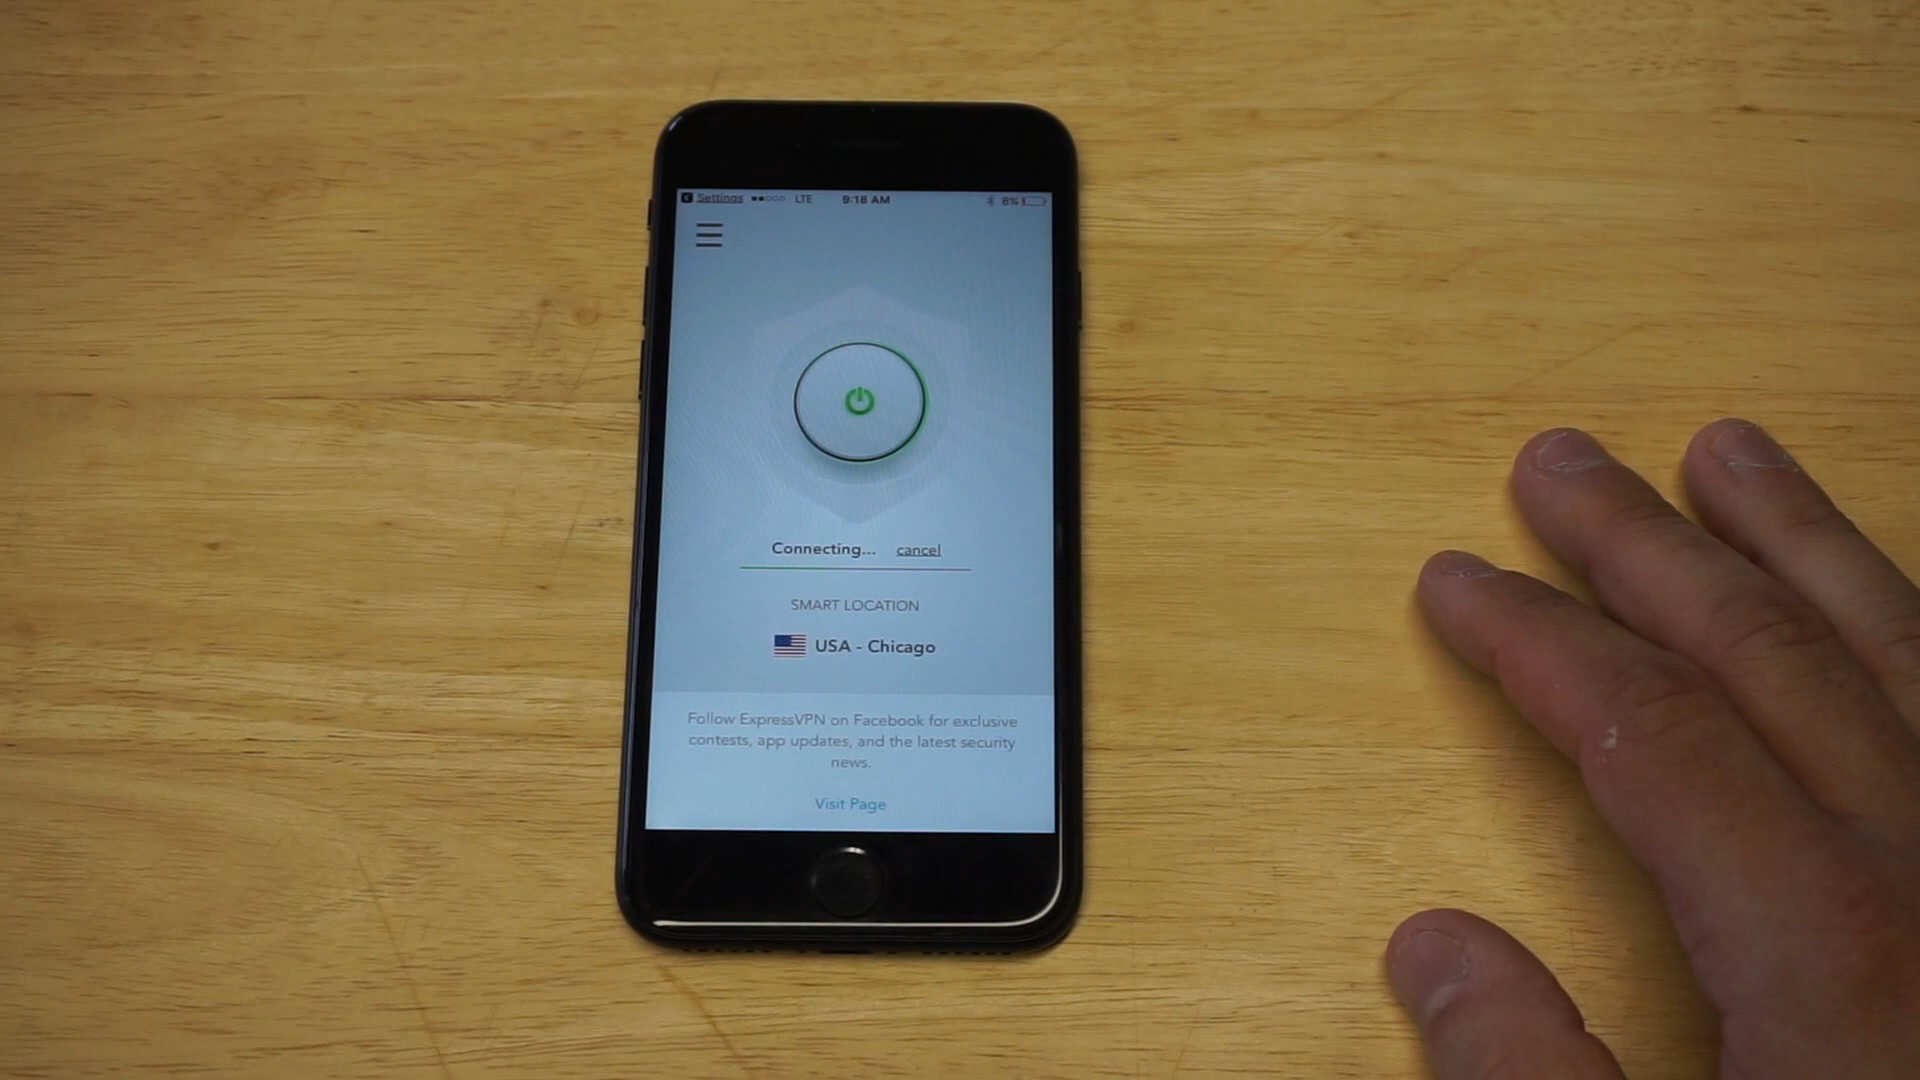 Settings LTE 9:18 AM 8%
Connecting... cancel
SMART LOCATION
USA - Chicago
Follow ExpressVPN on Facebook for exclusive
contests, app updates, and the latest security
news.
Visit Page